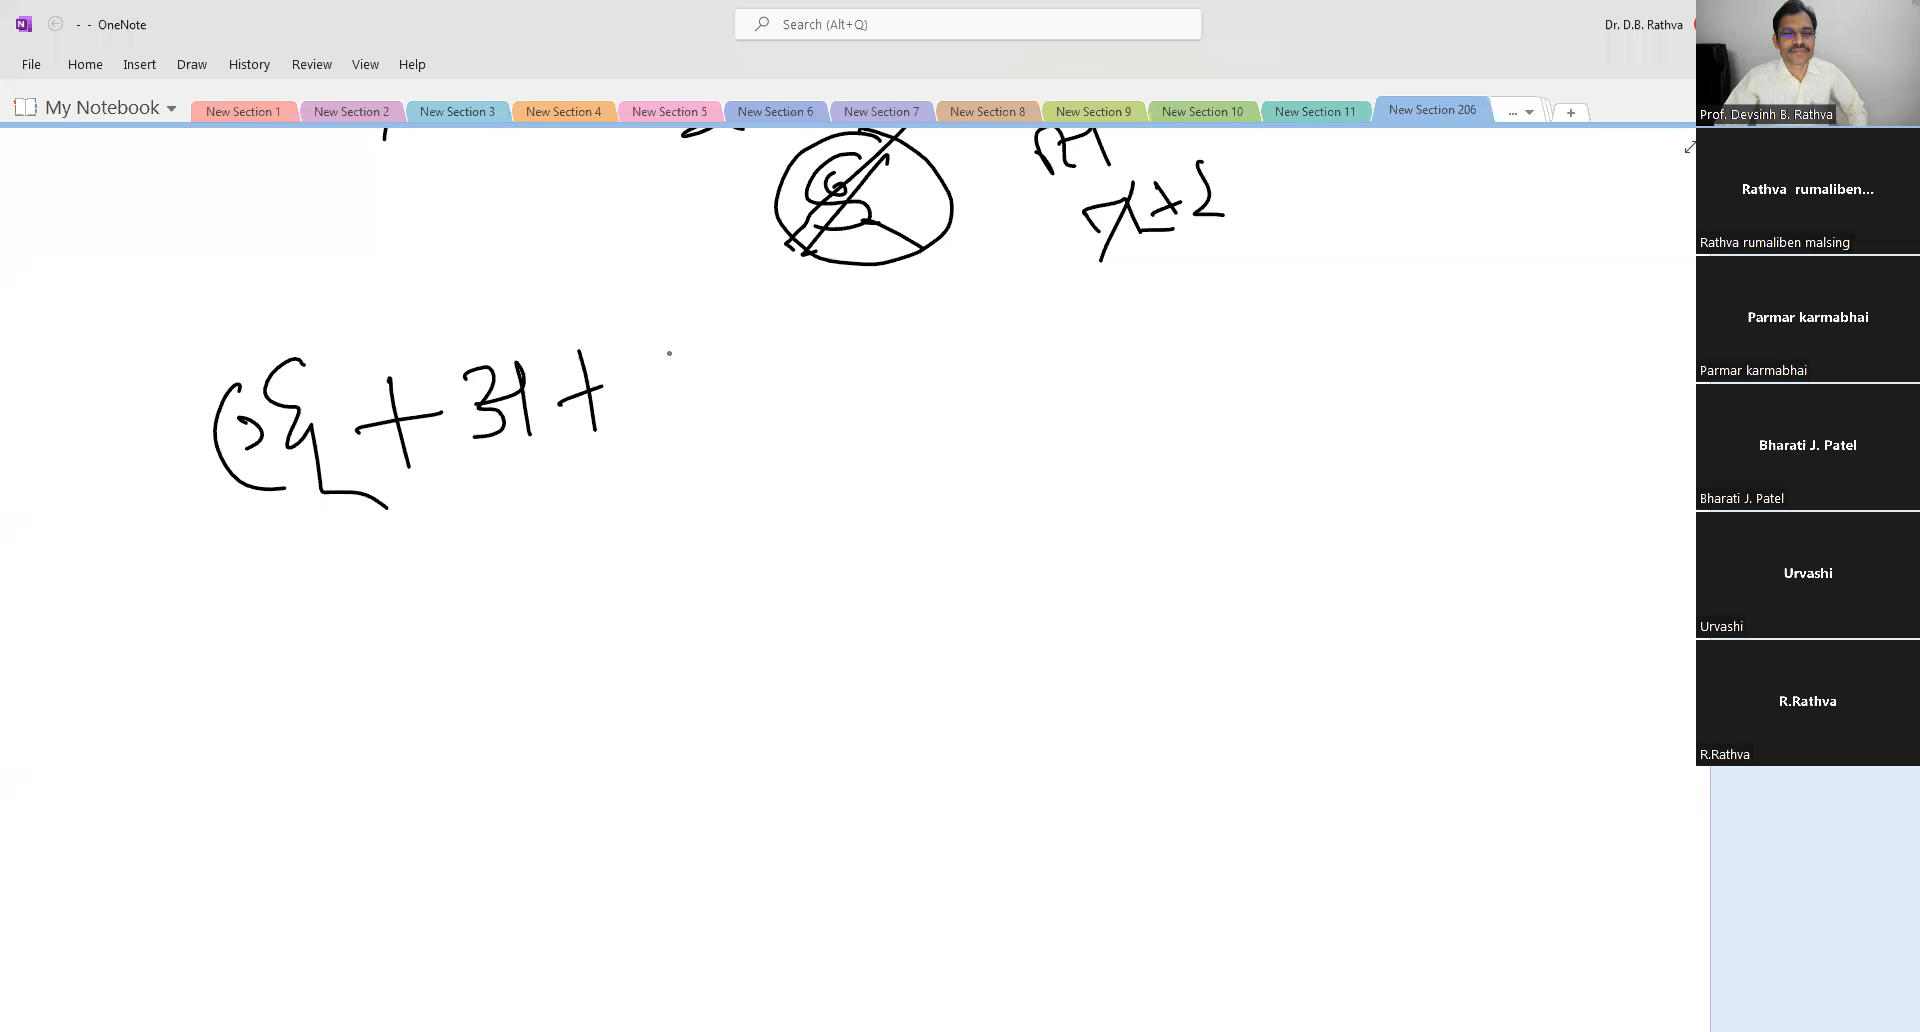 - - OneNote
Search (Alt+Q)
Dr. D.B. Rathva
File Home Insert Draw History Review View Help
My Notebook
New Section 1 New Section 2 New Section 3 New Section 4 New Section 5 New Section 6 New Section 7 New Section 8 New Section 9 New Section 10 New Section 11 New Section 206 ... +
Prof. Devsinh B. Rathva
Rathva rumaliben...
Rathva rumaliben malsing
Parmar karmabhai
Parmar karmabhai
Bharati J. Patel
Bharati J. Patel
Urvashi
Urvashi
R.Rathva
R.Rathva